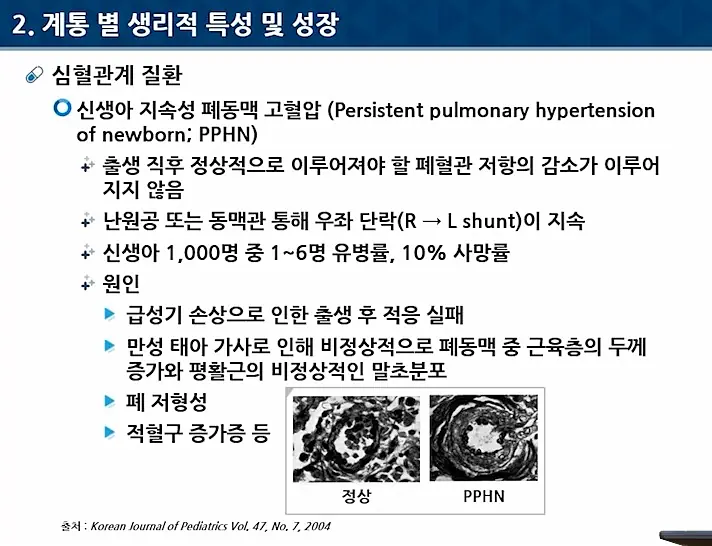 2. 계통 별 생리적 특성 및 성장
심혈관계 질환
신생아 지속성 폐동맥 고혈압 (Persistent pulmonary hypertension
of newborn; PPHN)
출생 직후 정상적으로 이루어져야 할 폐혈관 저항의 감소가 이루어
지지 않음
난원공 또는 동맥관 통해 우좌 단락(R → L shunt)이 지속
신생아 1,000명 중 1~6명 유병률, 10% 사망률
원인
급성기 손상으로 인한 출생 후 적응 실패
만성 태아 가사로 인해 비정상적으로 폐동맥 중 근육층의 두께
증가와 평활근의 비정상적인 말초분포
폐 저형성
적혈구 증가증 등
정상
PPHN
출처 : Korean Journal of Pediatrics Vol. 47, No. 7, 2004